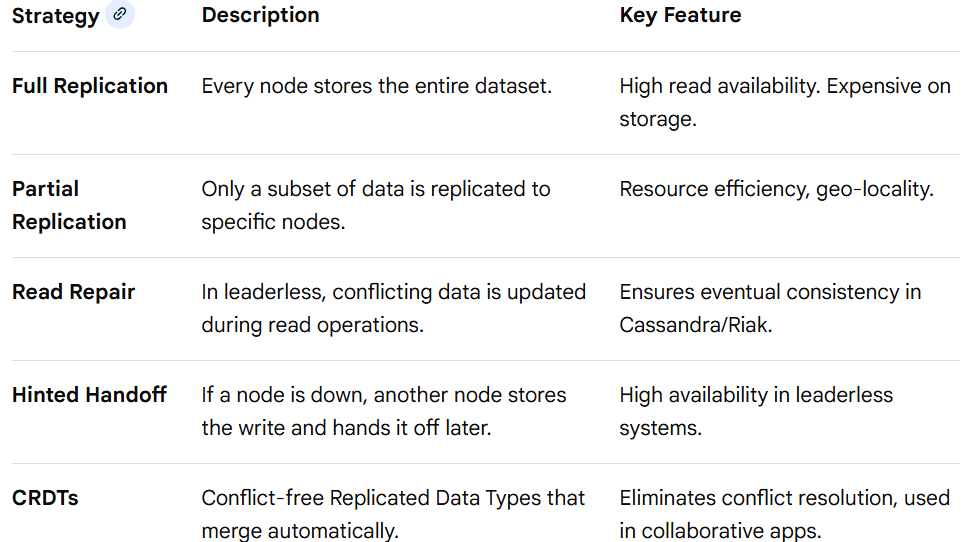 Strategy Description Key Feature
Full Replication Every node stores the entire dataset. High read availability. Expensive on
storage.
Partial Only a subset of data is replicated to Resource efficiency, geo-locality.
Replication specific nodes.
Read Repair In leaderless, conflicting data is updated Ensures eventual consistency in
during read operations. Cassandra/Riak.
Hinted Handoff If a node is down, another node stores High availability in leaderless
the write and hands it off later. systems.
CRDTs Conflict-free Replicated Data Types that Eliminates conflict resolution, used
merge automatically. in collaborative apps.